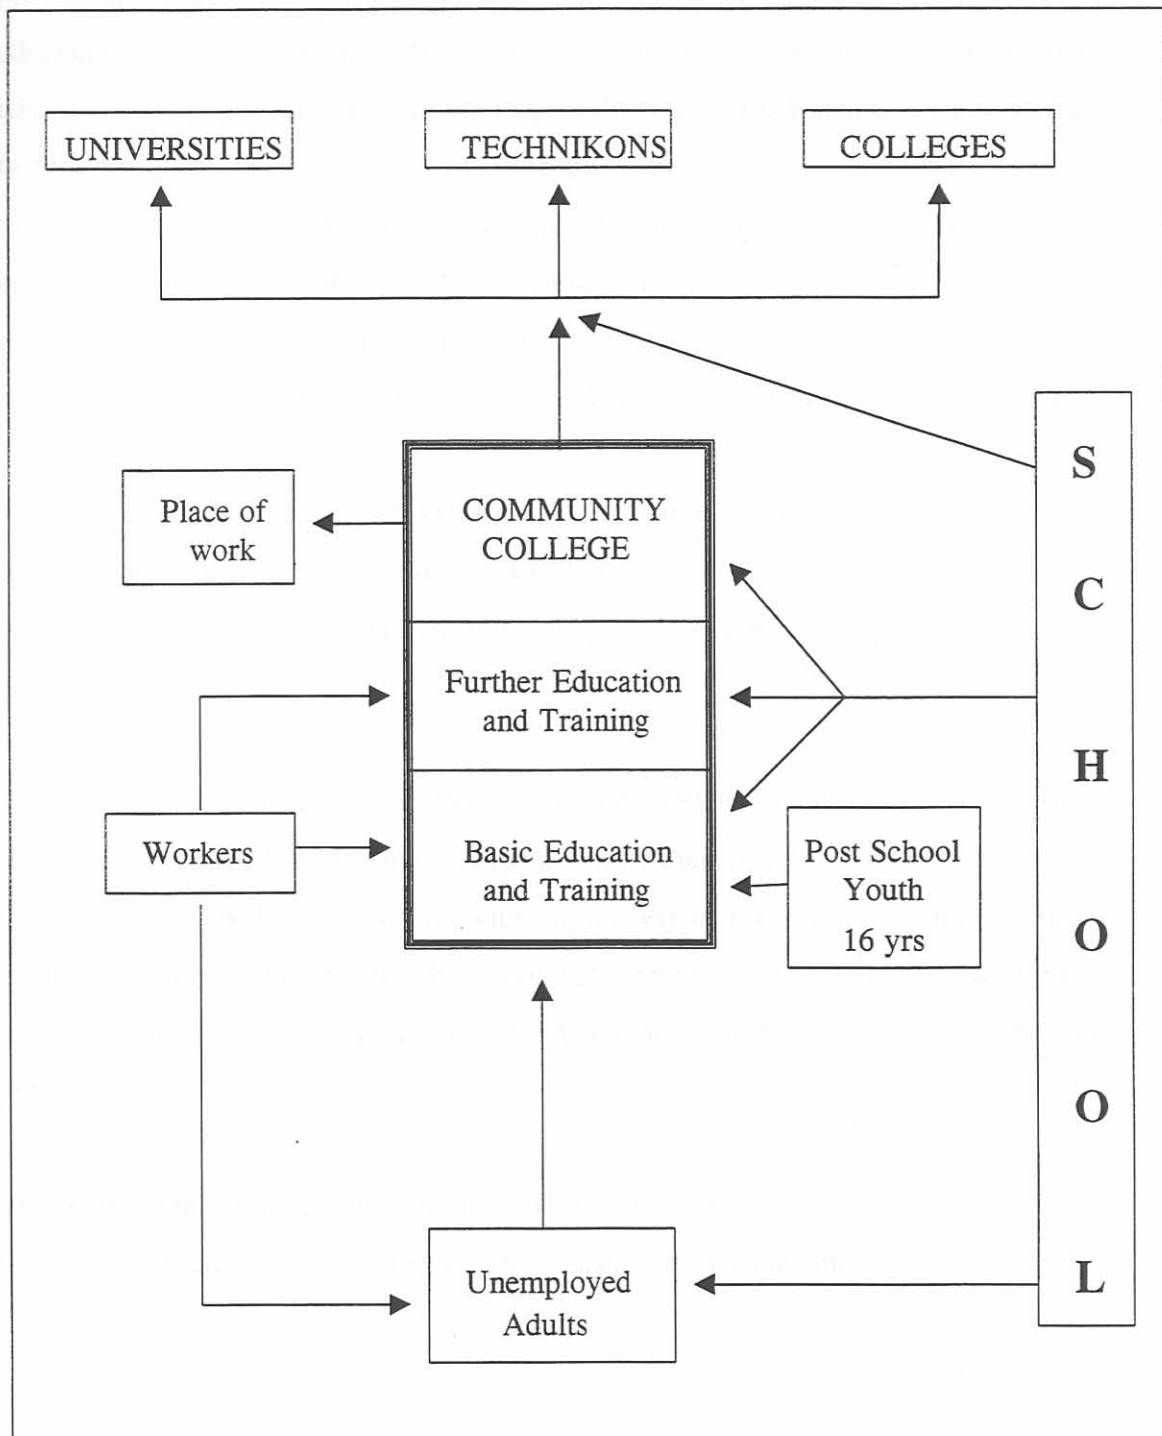 UNIVERSITIES
TECHNIKONS
COLLEGES
Place of
work
COMMUNITY
COLLEGE
Further Education
and Training
Workers
Basic Education
and Training
Post School
Youth
16 yrs
Unemployed
Adults
S
C
H
O
O
L